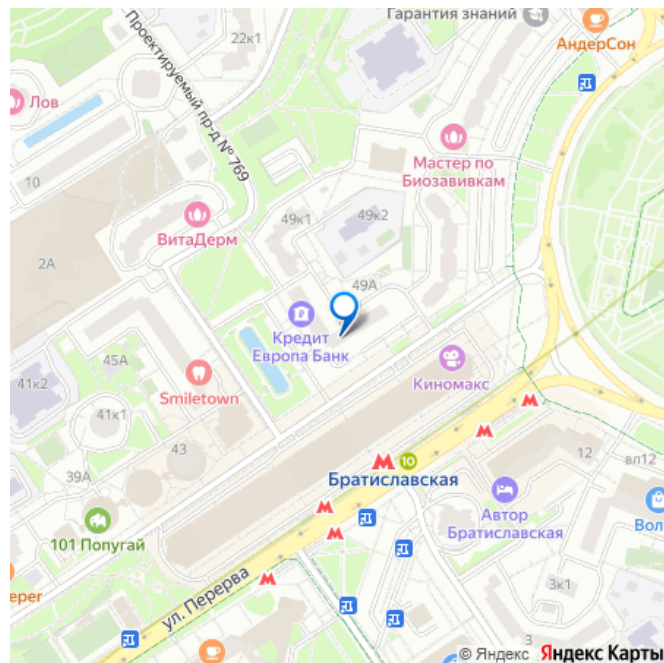 Гарантия знаний
АндерСон
22к1
Проектируемый пр-д № 769
Лов
10
Мастер по
Биозавивкам
49к1
49к2
ВитаДерм
2А
49А
Кредит
Европа Банк
45А
Киномакс
41к2
Smiletown
41к1
43
12
вл12
10
Братиславская
39А
Автор
Братиславская
Вол
101 Попугай
3к1
ул. Перерва
3
© Яндекс Яндекс Карты